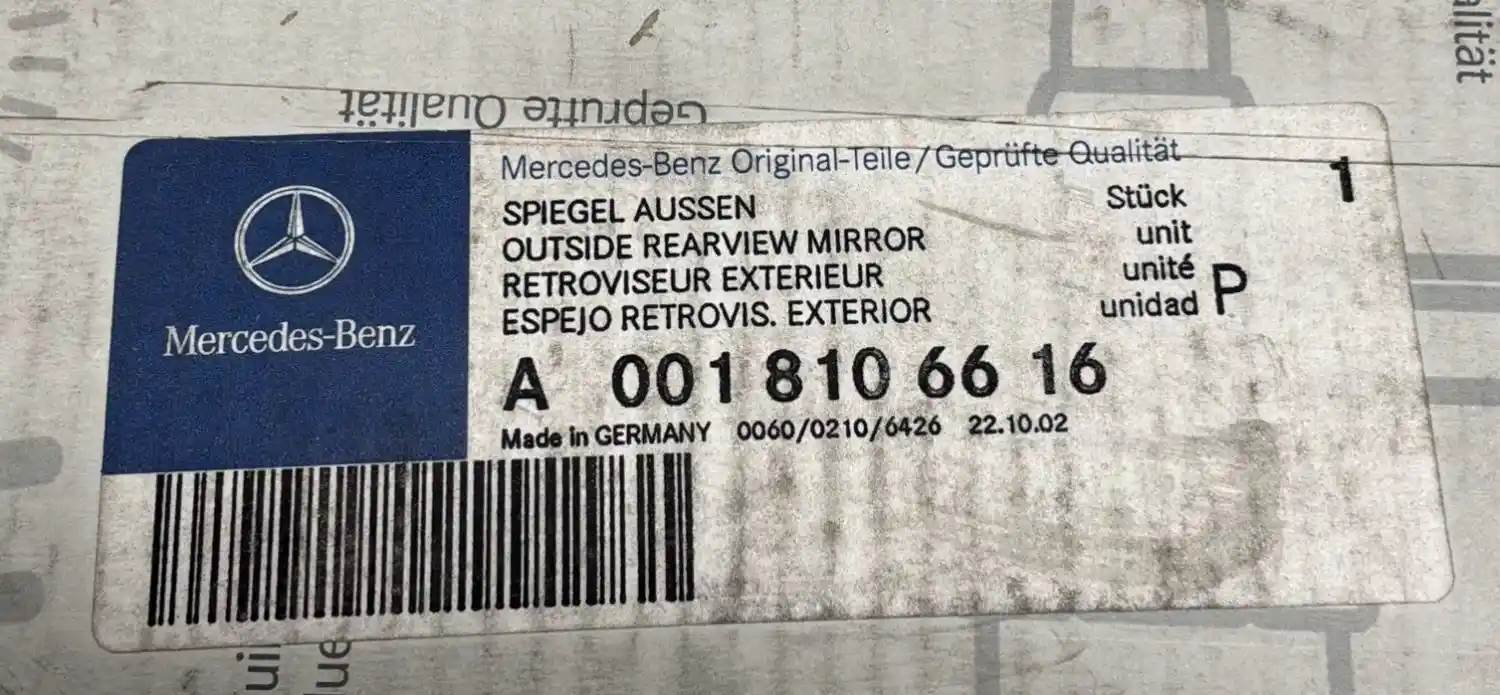 alität
Geprüfte Qualität
Mercedes-Benz
Mercedes-Benz Original-Teile/Geprüfte Qualität
SPIEGEL AUSSEN Stück 1
OUTSIDE REARVIEW MIRROR unit
RETROVISEUR EXTERIEUR unité P
ESPEJO RETROVIS. EXTERIOR unidad
A 001 810 66 16
Made in GERMANY 0060/0210/6426 22.10.02